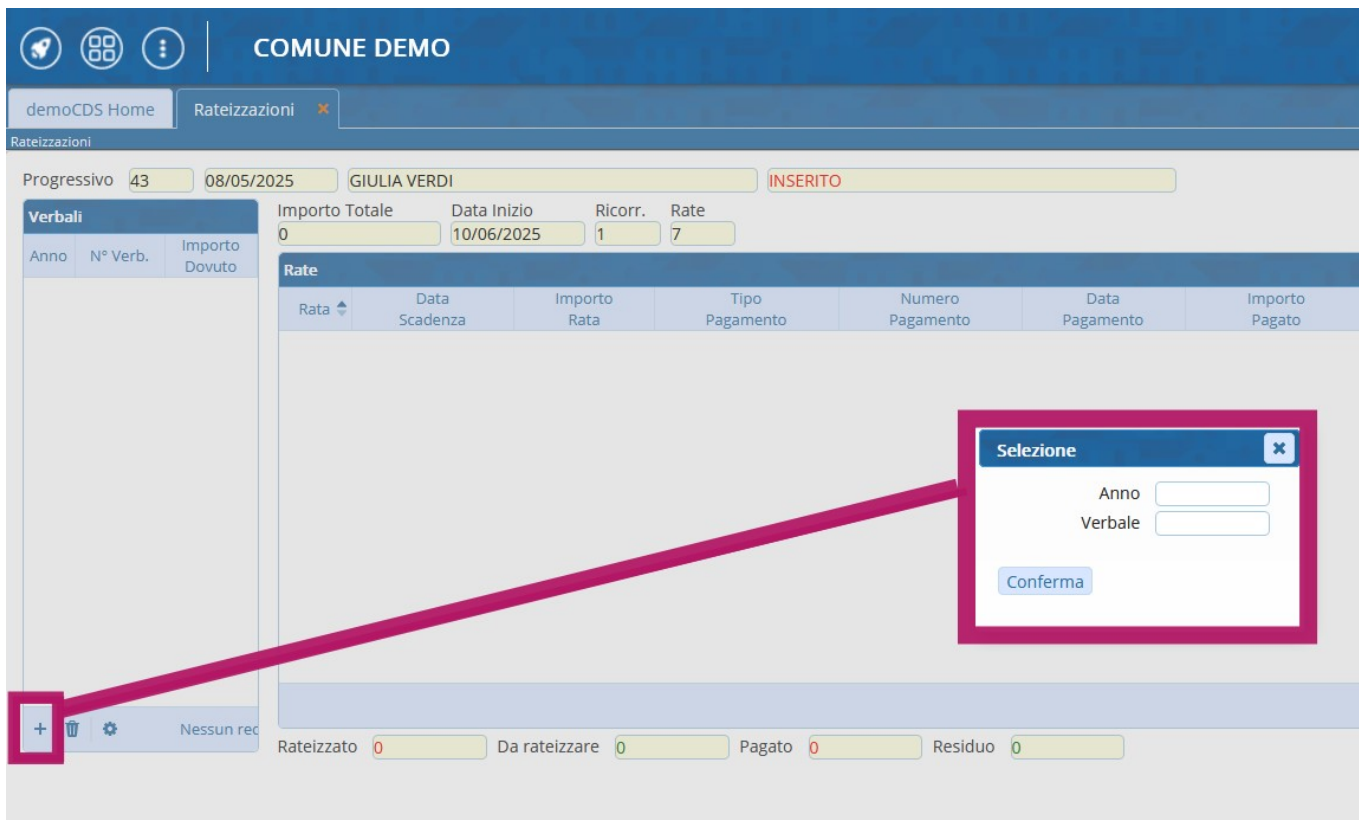 COMUNE DEMO
demoCDS Home Rateizzazioni
Rateizzazioni
Progressivo 43 08/05/2025 GIULIA VERDI INSERITO
Verbali
Anno N° Verb. Importo Dovuto
Importo Totale Data Inizio Ricorr. Rate
0 10/06/2025 1 7
Rate
Rata Data Scadenza Importo Rata Tipo Pagamento Numero Pagamento Data Pagamento Importo Pagato
Selezione
Anno
Verbale
Conferma
Nessun rec
Rateizzato 0 Da rateizzare 0 Pagato 0 Residuo 0